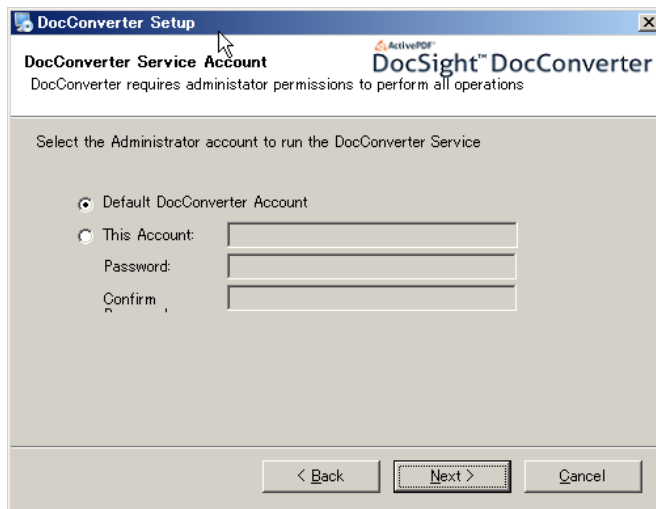 DocConverter Setup
DocConverter Service Account
ActivePDF
DocSight™ DocConverter
DocConverter requires administator permissions to perform all operations
Select the Administrator account to run the DocConverter Service
Default DocConverter Account
This Account:
Password:
Confirm
< Back
Next >
Cancel